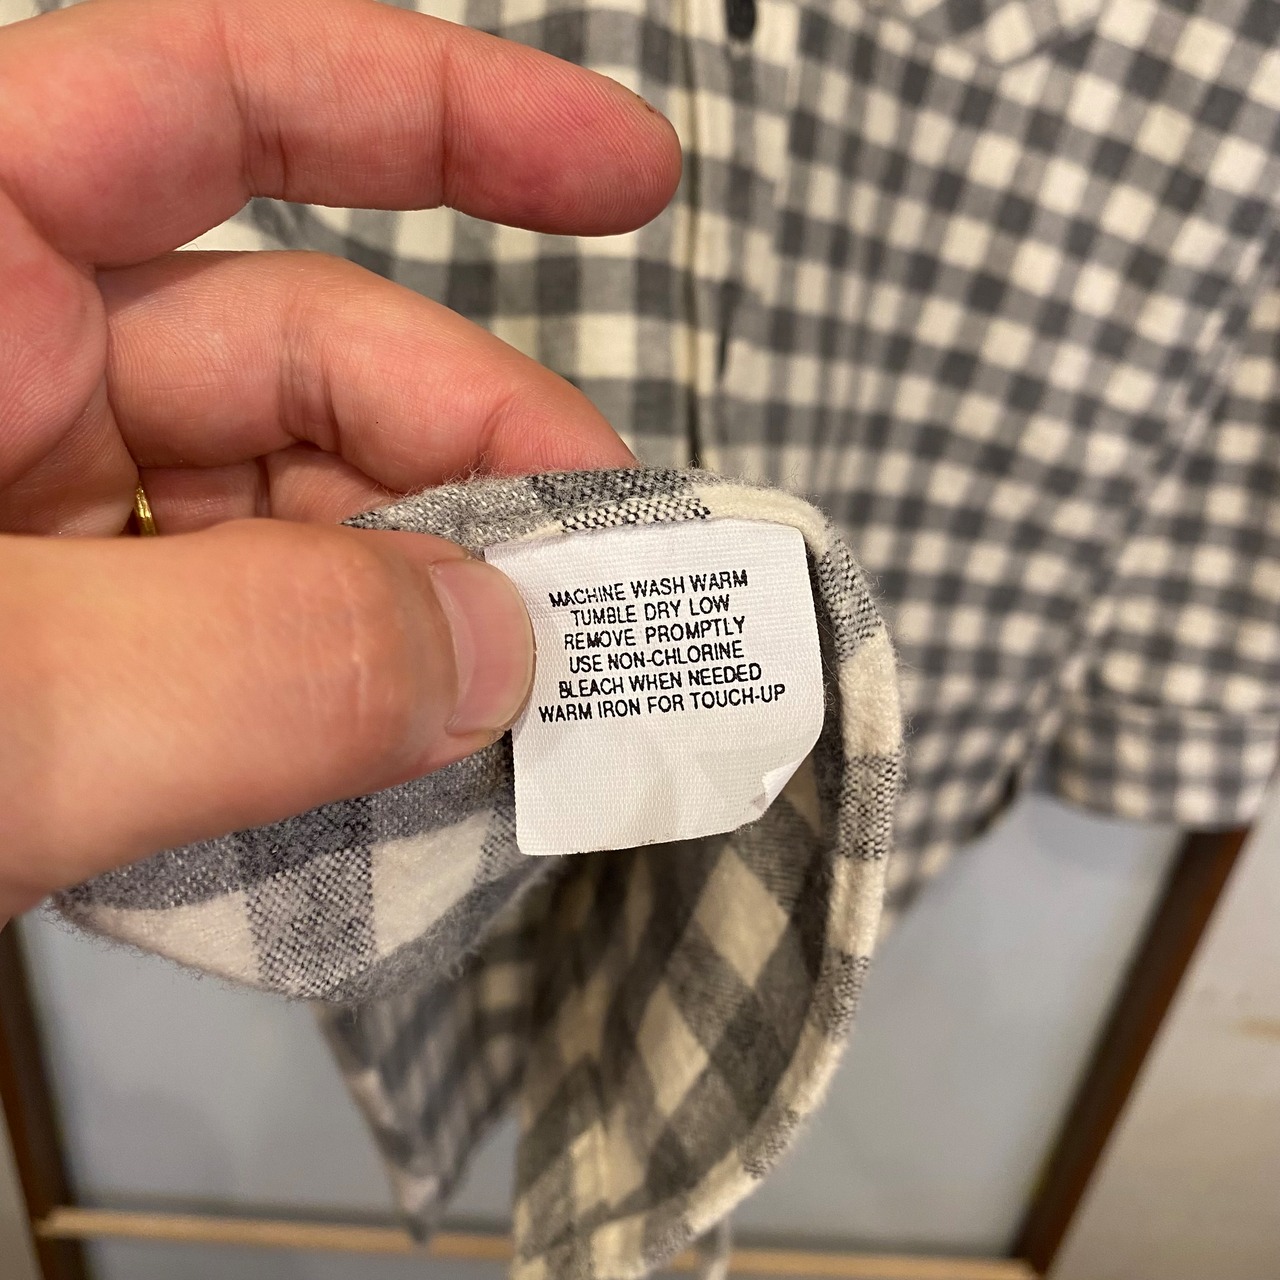 MACHINE WASH WARM
TUMBLE DRY LOW
REMOVE PROMPTLY
USE NON-CHLORINE
BLEACH WHEN NEEDED
WARM IRON FOR TOUCH-UP